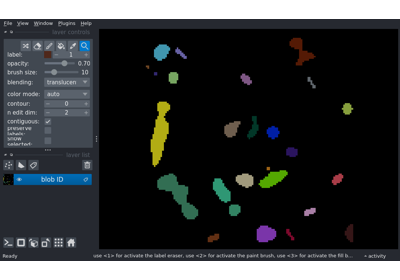 File View Window Plugins Help
layer controls
label: 1
opacity: 0.70
brush size: 10
blending: translucen
color mode: auto
contour: 0
n edit dim: 2
contiguous:
preserve
labels:
show
selected:
layer list
blob ID
Ready
use <1> for activate the label eraser, use <2> for activate the paint brush, use <3> for activate the fill b...
activity